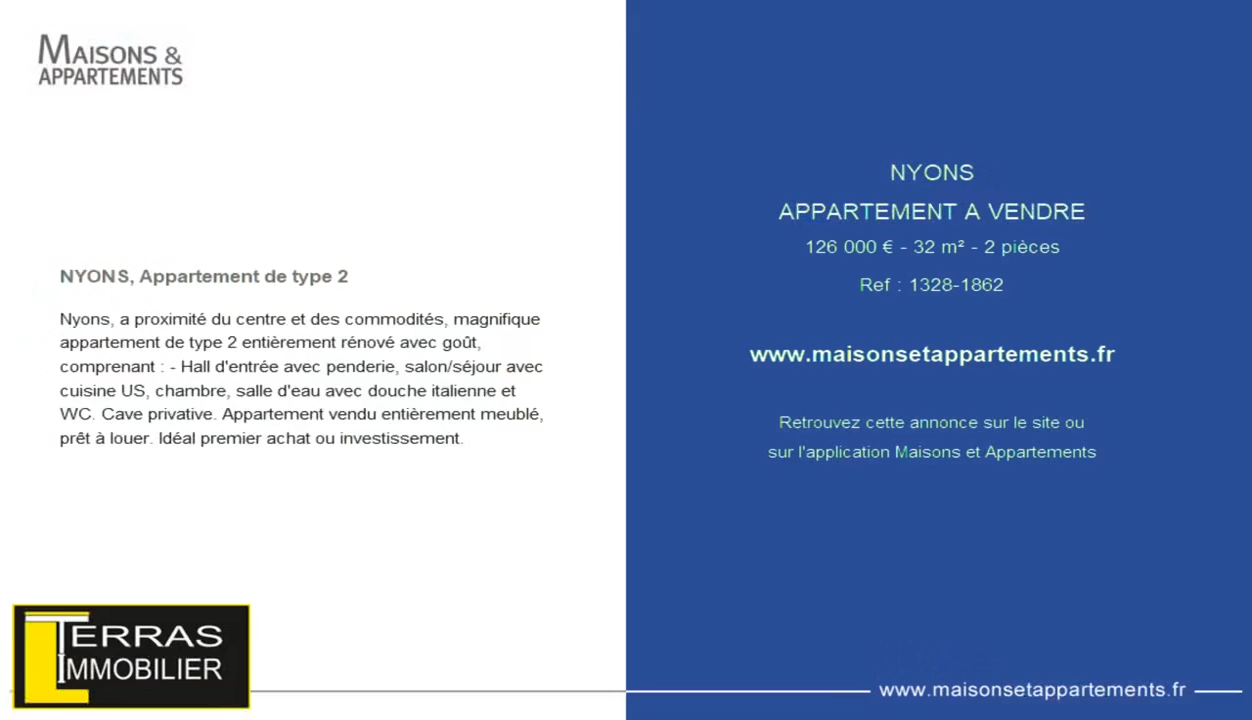 MAISONS &
APPARTEMENTS
NYONS, Appartement de type 2
Nyons, a proximité du centre et des commodités, magnifique
appartement de type 2 entièrement rénové avec goût,
comprenant : - Hall d'entrée avec penderie, salon/séjour avec
cuisine US, chambre, salle d'eau avec douche italienne et
WC. Cave privative. Appartement vendu entièrement meublé,
prêt à louer. Idéal premier achat ou investissement.
TERRAS
IMMOBILIER
NYONS
APPARTEMENT A VENDRE
126 000 € - 32 m² - 2 pièces
Ref : 1328-1862
www.maisonsetappartements.fr
Retrouvez cette annonce sur le site ou
sur l'application Maisons et Appartements
www.maisonsetappartements.fr